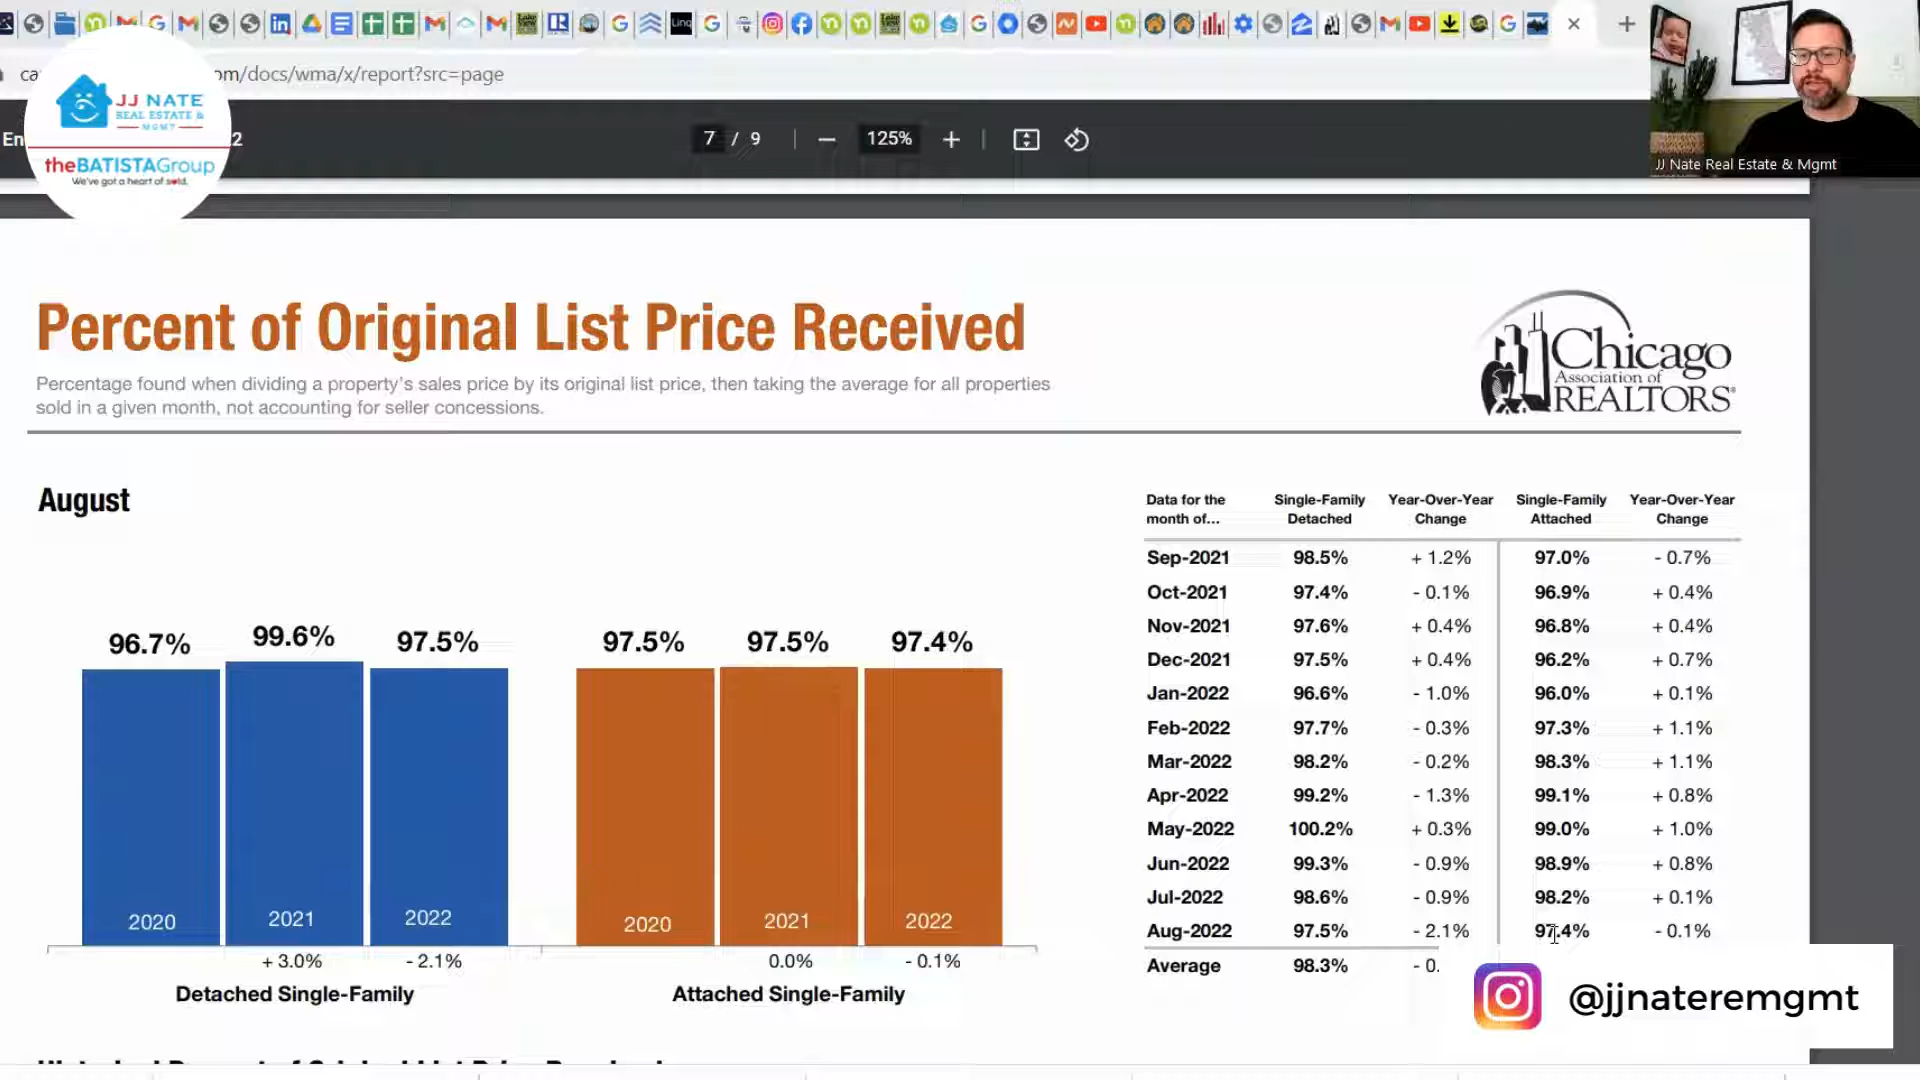 ca
om/docs/wma/x/report?src=page
JJ NATE
REAL ESTATE &
MGMT
theBATISTAGroup
We've got a heart of sold.
En
2
7 / 9
125%
Linq
JJ Nate Real Estate & Mgmt
Percent of Original List Price Received
Percentage found when dividing a property's sales price by its original list price, then taking the average for all properties
sold in a given month, not accounting for seller concessions.
Chicago
Association of
REALTORS®
August
96.7% 99.6% 97.5% 97.5% 97.5% 97.4%
2020 2021 2022 2020 2021 2022
+ 3.0% - 2.1% 0.0% - 0.1%
Detached Single-Family Attached Single-Family
Data for the Single-Family Year-Over-Year Single-Family Year-Over-Year
month of... Detached Change Attached Change
Sep-2021 98.5% + 1.2% 97.0% - 0.7%
Oct-2021 97.4% - 0.1% 96.9% + 0.4%
Nov-2021 97.6% + 0.4% 96.8% + 0.4%
Dec-2021 97.5% + 0.4% 96.2% + 0.7%
Jan-2022 96.6% - 1.0% 96.0% + 0.1%
Feb-2022 97.7% - 0.3% 97.3% + 1.1%
Mar-2022 98.2% - 0.2% 98.3% + 1.1%
Apr-2022 99.2% - 1.3% 99.1% + 0.8%
May-2022 100.2% + 0.3% 99.0% + 1.0%
Jun-2022 99.3% - 0.9% 98.9% + 0.8%
Jul-2022 98.6% - 0.9% 98.2% + 0.1%
Aug-2022 97.5% - 2.1% 97.4% - 0.1%
Average 98.3% - 0.
@jjnateremgmt